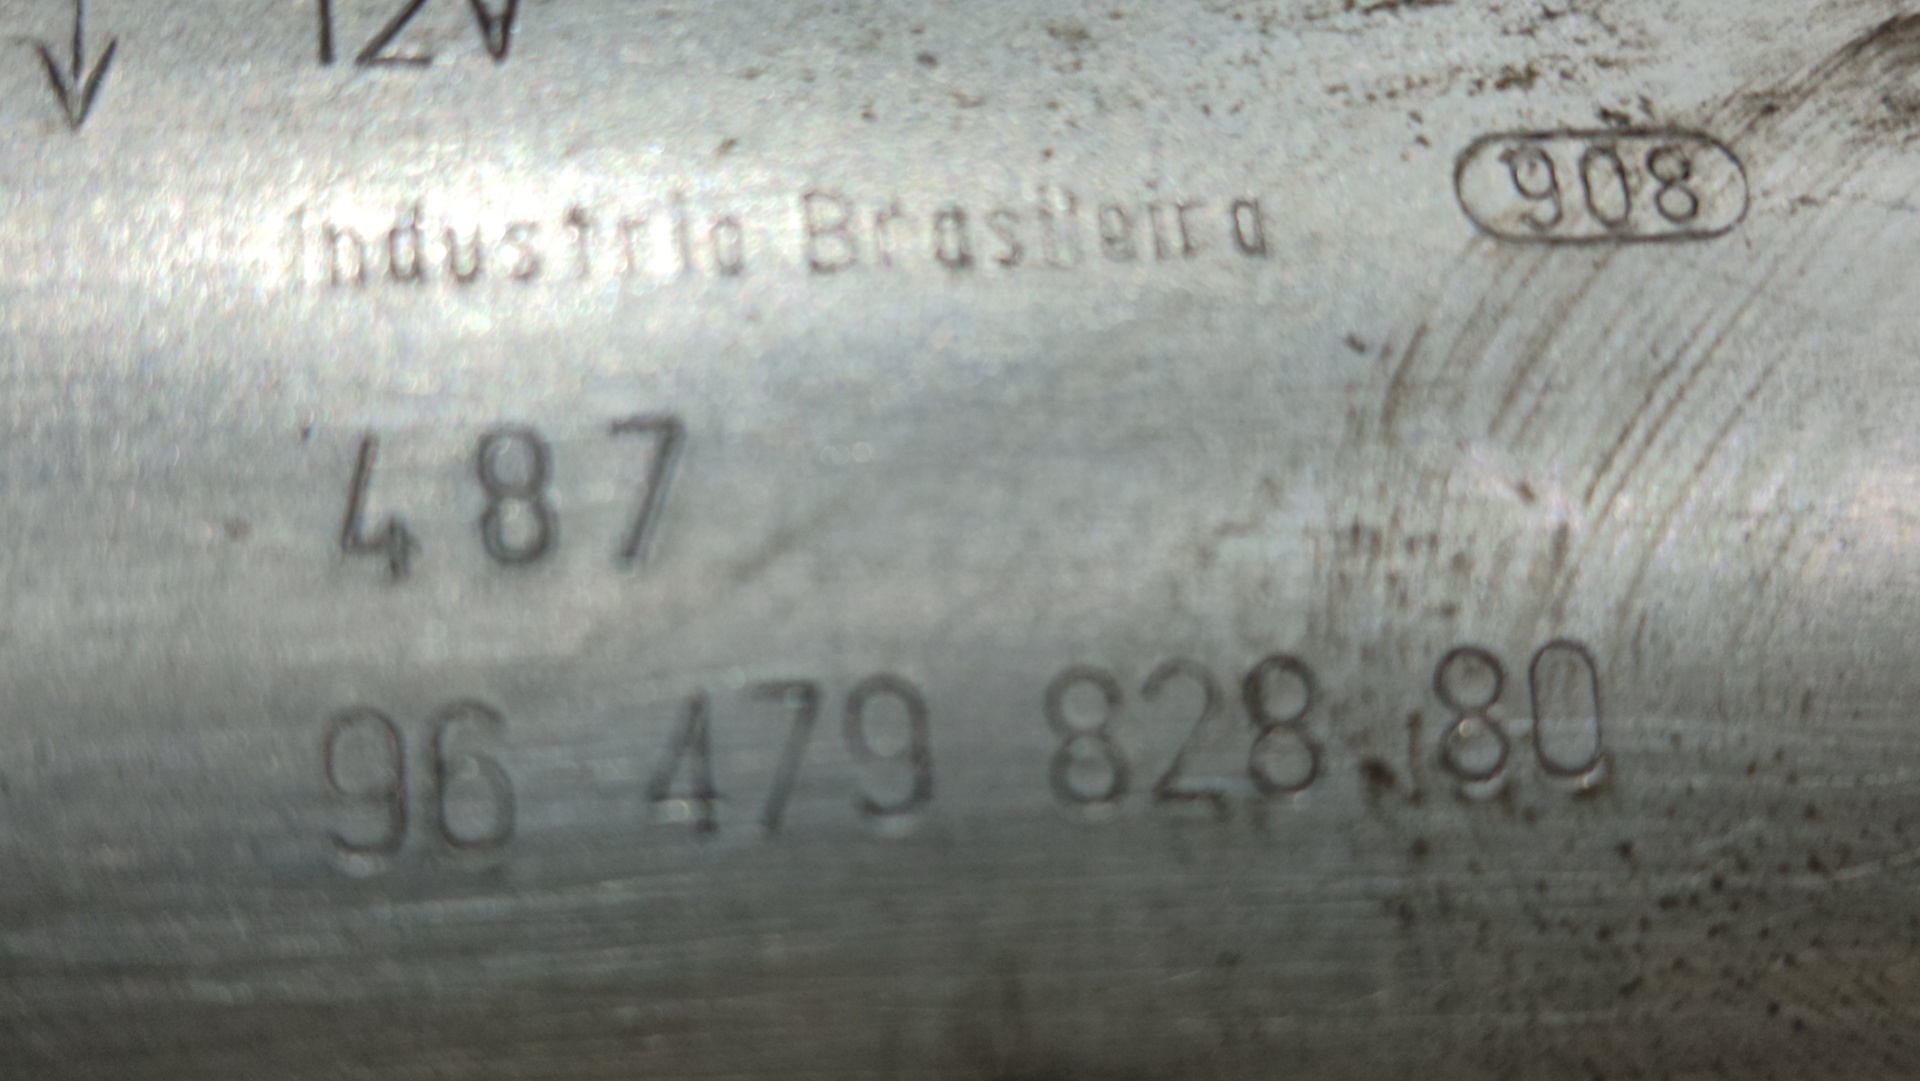 12V
Industria Brasileira 908
487
96 479 828.80